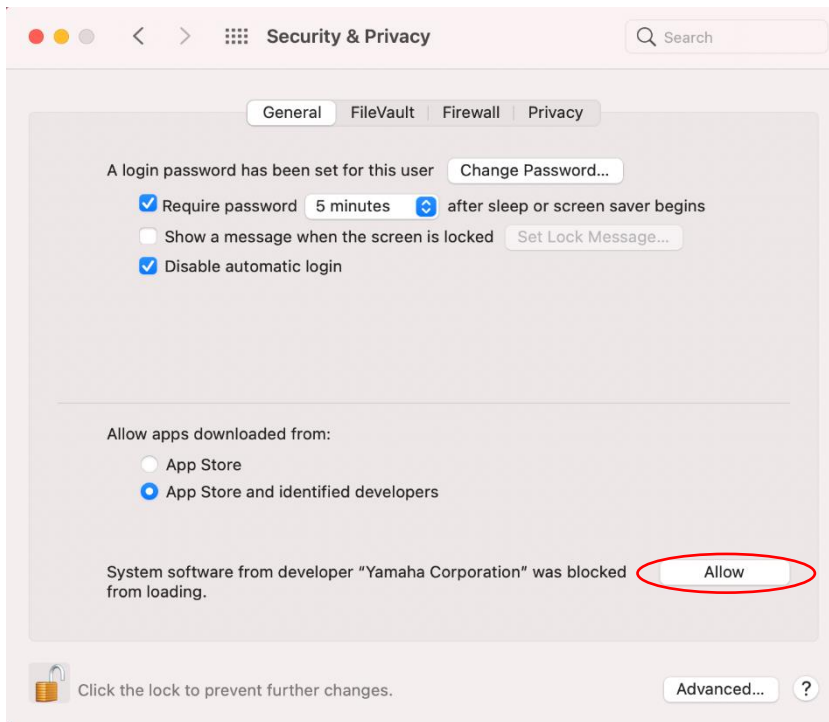 Security & Privacy
Search
General FileVault Firewall Privacy
A login password has been set for this user Change Password...
Require password 5 minutes after sleep or screen saver begins
Show a message when the screen is locked Set Lock Message...
Disable automatic login
Allow apps downloaded from:
App Store
App Store and identified developers
System software from developer “Yamaha Corporation” was blocked Allow
from loading.
Click the lock to prevent further changes. Advanced... ?